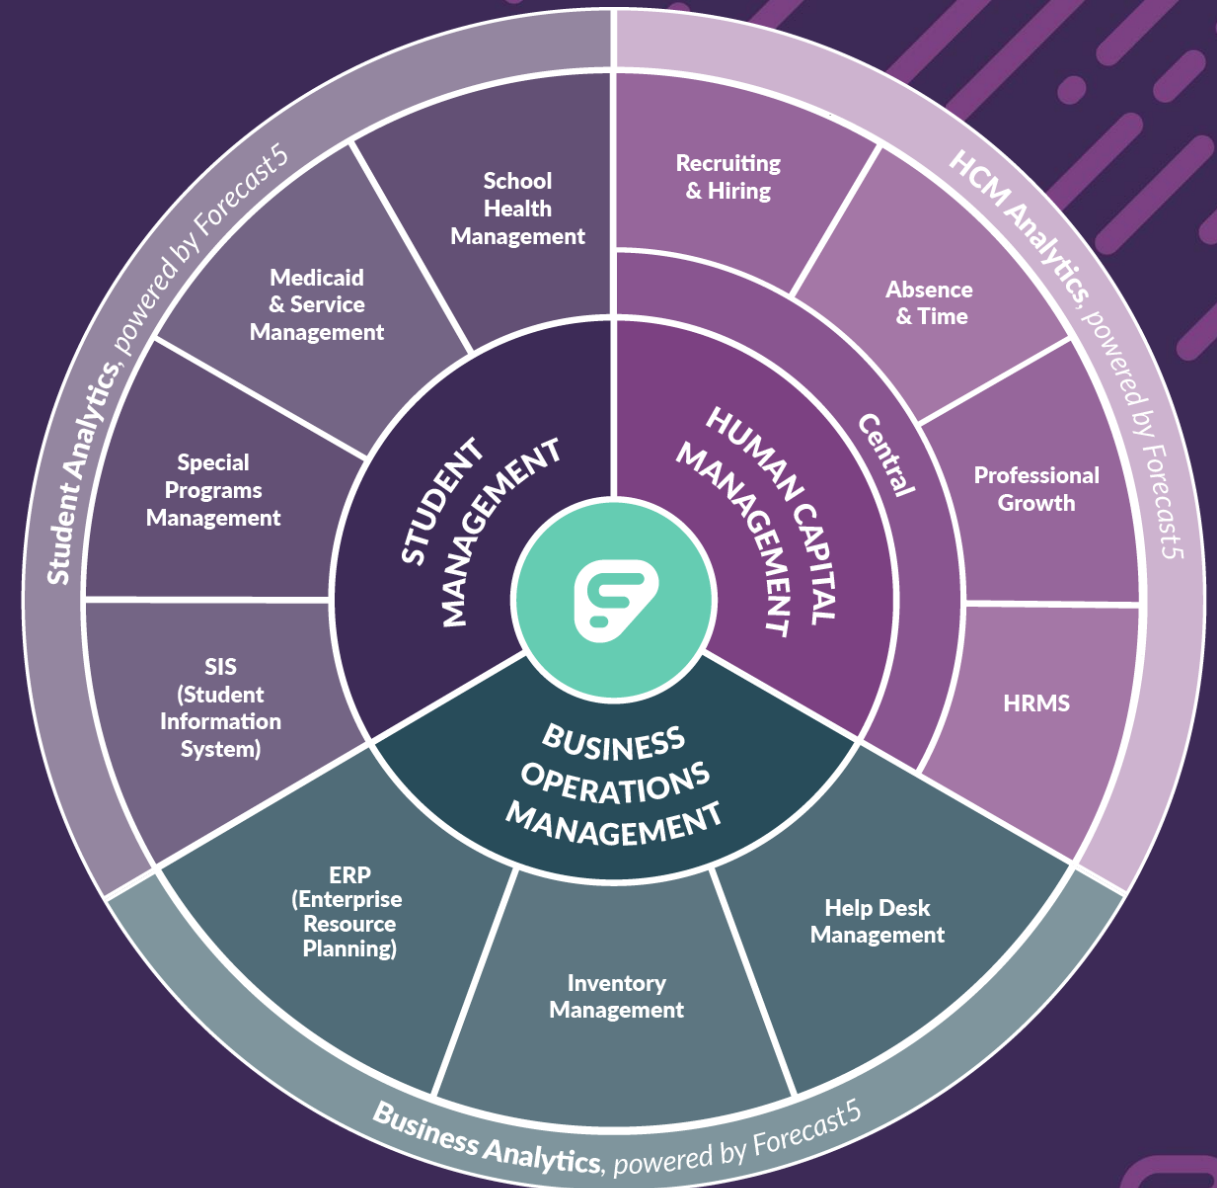 Student Analytics, powered by Forecast5
HCM Analytics, powered by Forecast5
Business Analytics, powered by Forecast5
School
Health
Management
Medicaid
& Service
Management
Special
Programs
Management
SIS
(Student
Information
System)
STUDENT
MANAGEMENT
Recruiting
& Hiring
Absence
& Time
Professional
Growth
HRMS
Central
HUMAN CAPITAL
MANAGEMENT
BUSINESS
OPERATIONS
MANAGEMENT
ERP
(Enterprise
Resource
Planning)
Inventory
Management
Help Desk
Management